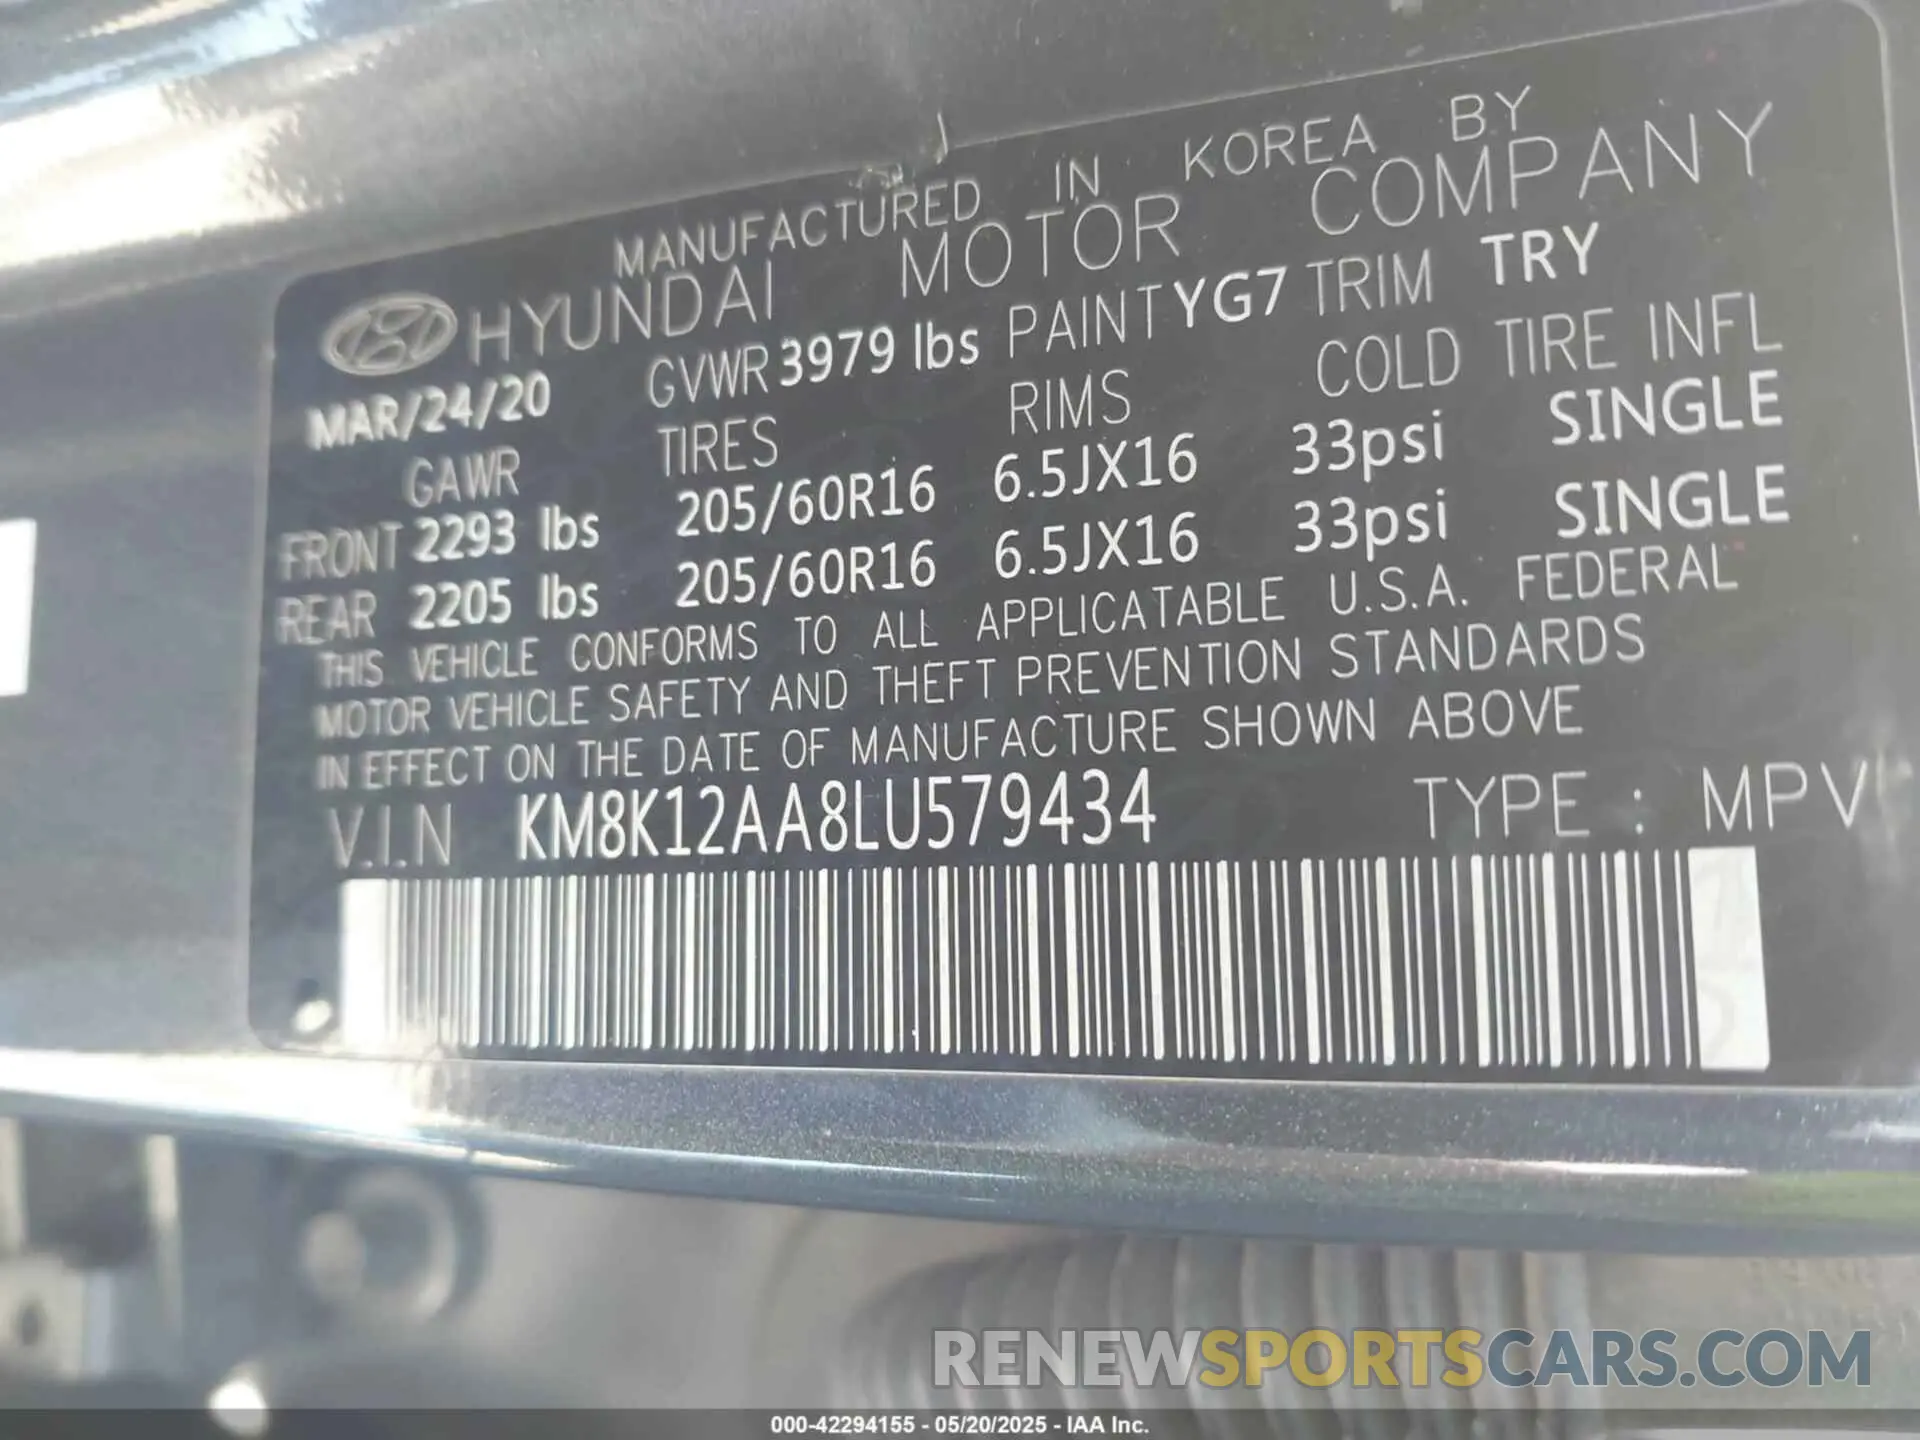 MANUFACTURED IN KOREA BY
HYUNDAI MOTOR COMPANY
MAR/24/20 GVWR 3979 lbs PAINT YG7 TRIM TRY
GAWR TIRES RIMS COLD TIRE INFL
FRONT 2293 lbs 205/60R16 6.5JX16 33psi SINGLE
REAR 2205 lbs 205/60R16 6.5JX16 33psi SINGLE
THIS VEHICLE CONFORMS TO ALL APPLICATABLE U.S.A. FEDERAL
MOTOR VEHICLE SAFETY AND THEFT PREVENTION STANDARDS
IN EFFECT ON THE DATE OF MANUFACTURE SHOWN ABOVE
V.I.N KM8K12AA8LU579434 TYPE : MPV
RENEWSPORTSCARS.COM
000-42294155 - 05/20/2025 - IAA Inc.